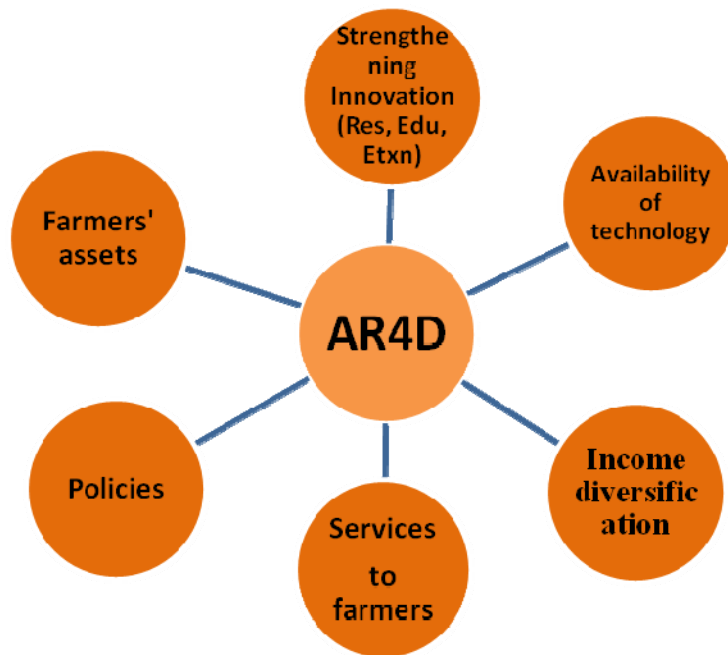 Strengthe
ning
Innovation
(Res, Edu,
Etxn)
Availability
of
technology
Farmers'
assets
AR4D
Policies
Income
diversific
ation
Services
to
farmers